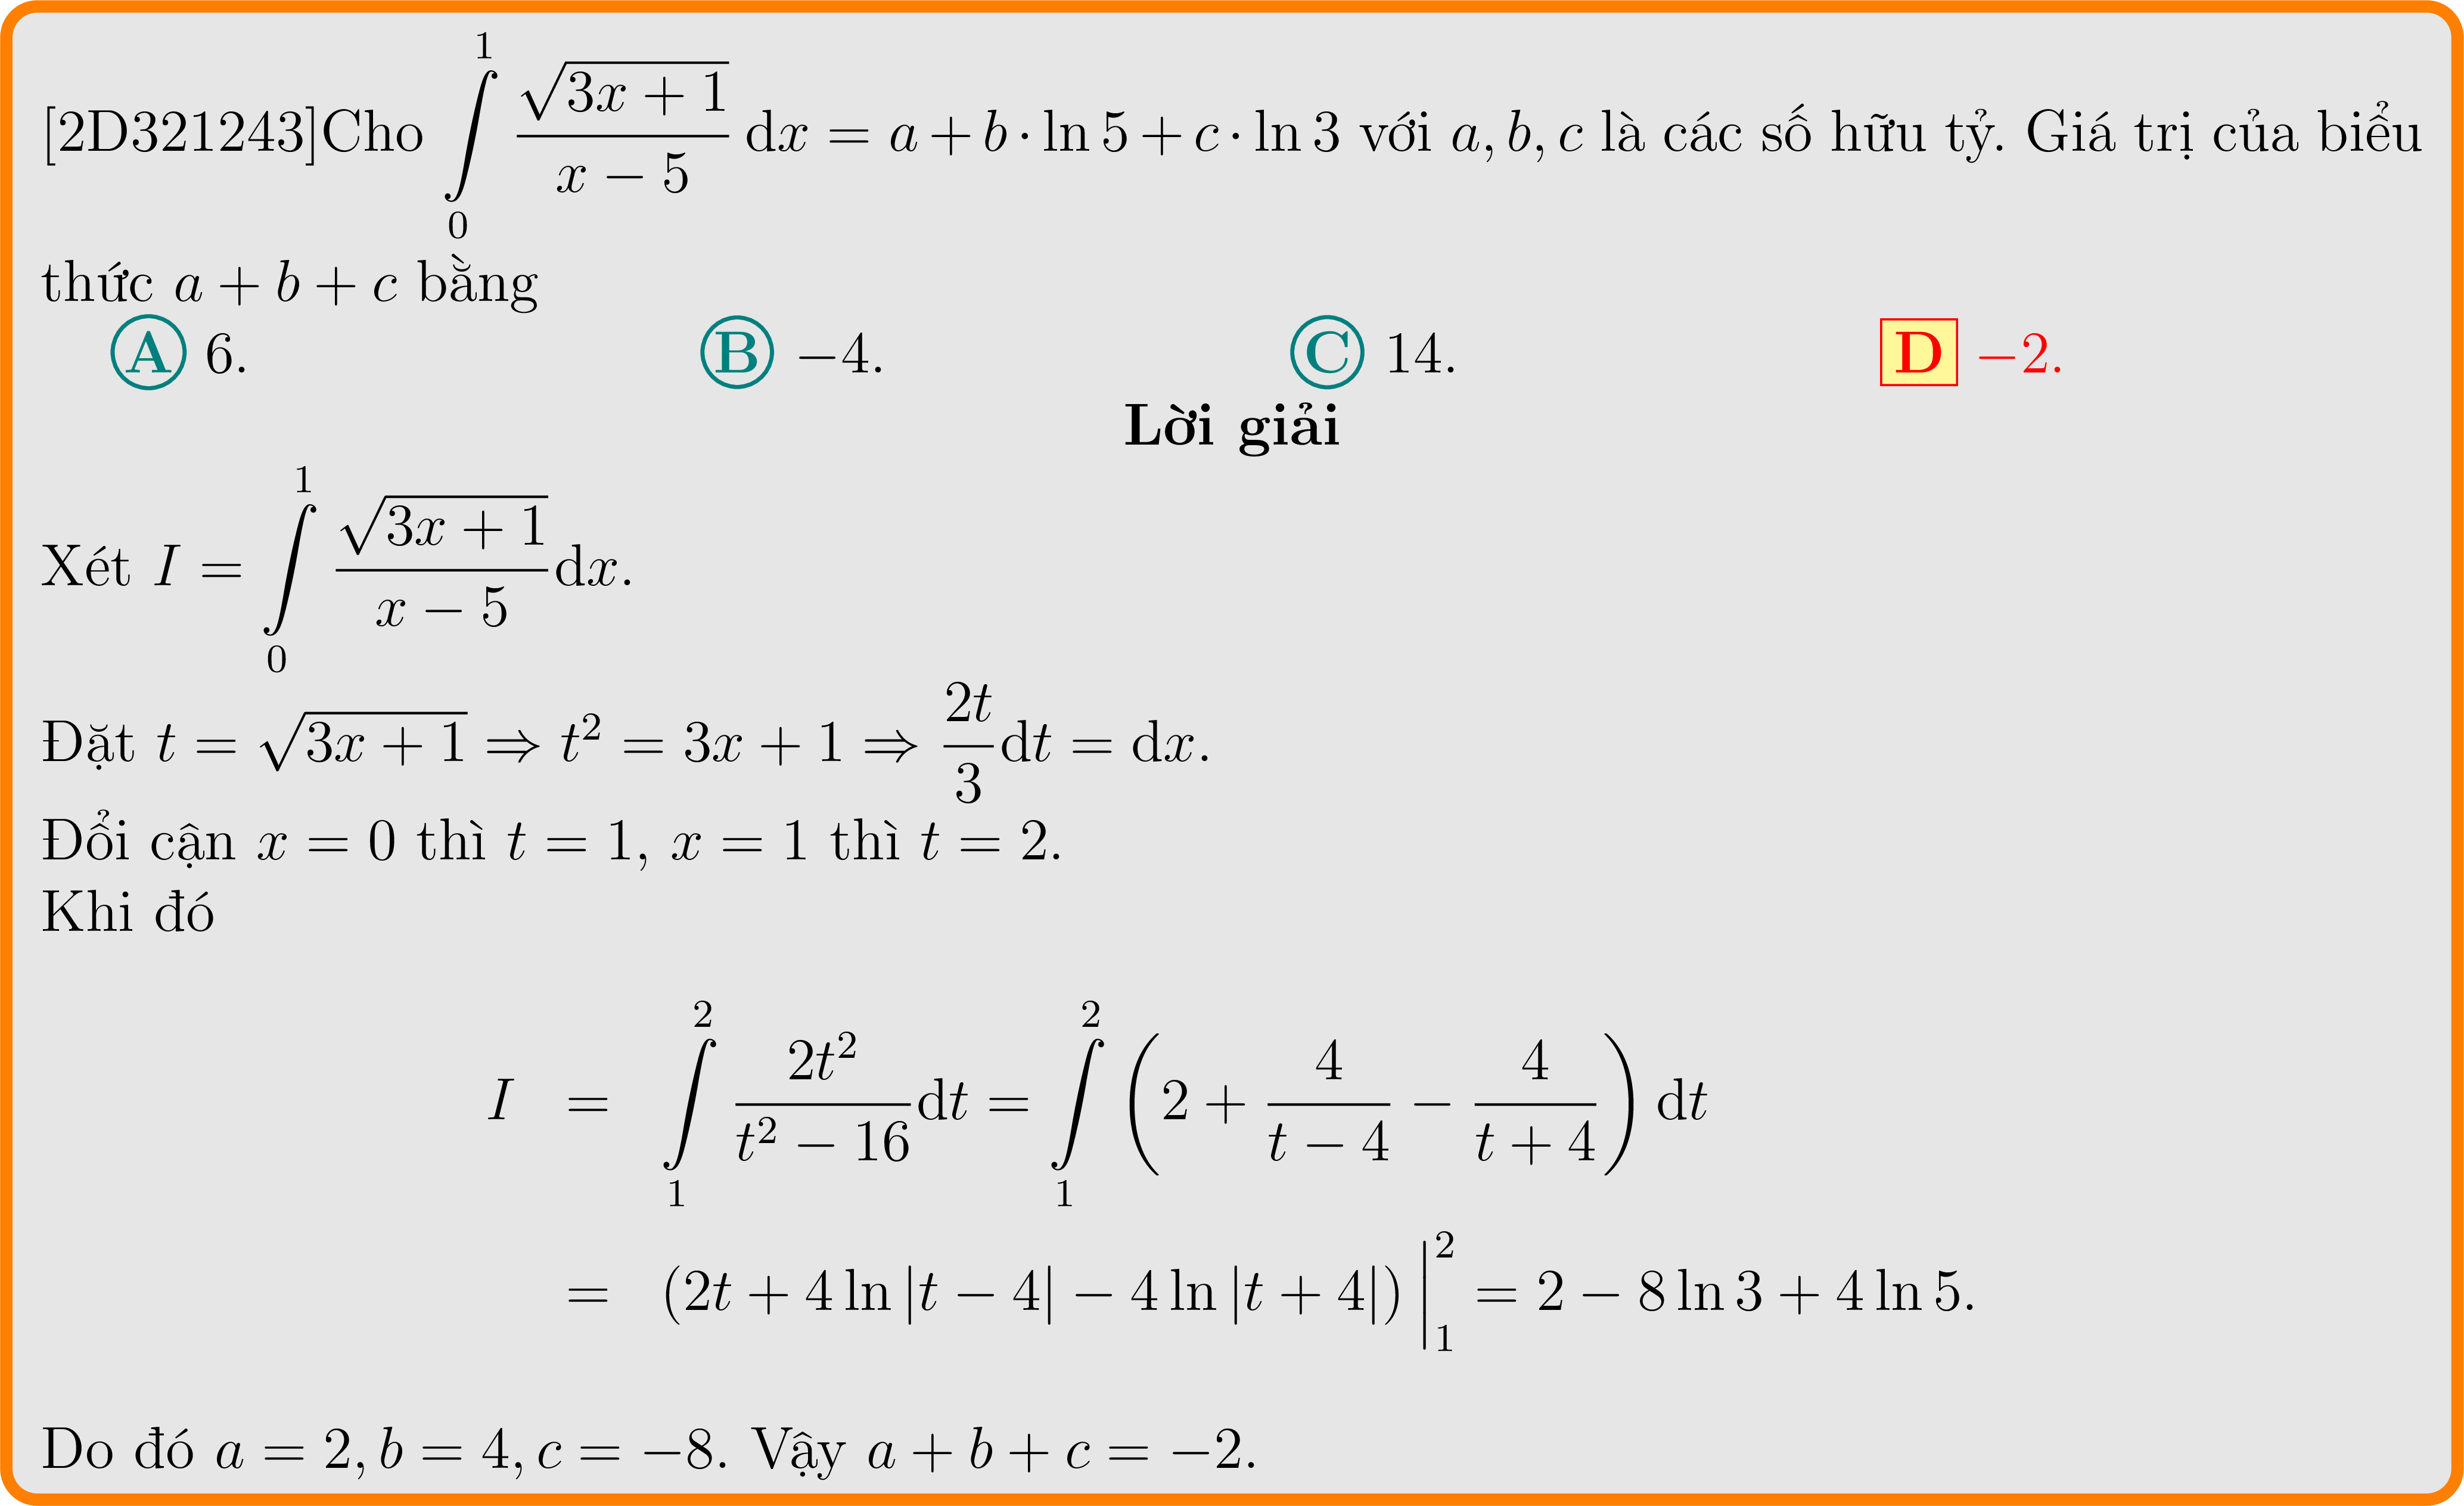 [2D321243]Cho $\int\limits_0^1 \frac{\sqrt{3x+1}}{x-5}\,\mathrm{d}x = a + b \cdot \ln 5 + c \cdot \ln 3$ với $a, b, c$ là các số hữu tỷ. Giá trị của biểu
thức $a + b + c$ bằng
A 6. B −4. C 14. D −2.
Lời giải
Xét $I = \int\limits_0^1 \frac{\sqrt{3x+1}}{x-5}\mathrm{d}x$.
Đặt $t = \sqrt{3x+1} \Rightarrow t^2 = 3x + 1 \Rightarrow \frac{2t}{3}\mathrm{d}t = \mathrm{d}x$.
Đổi cận $x = 0$ thì $t = 1$, $x = 1$ thì $t = 2$.
Khi đó
$I = \int\limits_1^2 \frac{2t^2}{t^2-16}\mathrm{d}t = \int\limits_1^2 \left(2 + \frac{4}{t-4} - \frac{4}{t+4}\right)\mathrm{d}t$
$= (2t + 4\ln|t-4| - 4\ln|t+4|)\Big|_1^2 = 2 - 8\ln 3 + 4\ln 5$.
Do đó $a = 2, b = 4, c = -8$. Vậy $a + b + c = -2$.